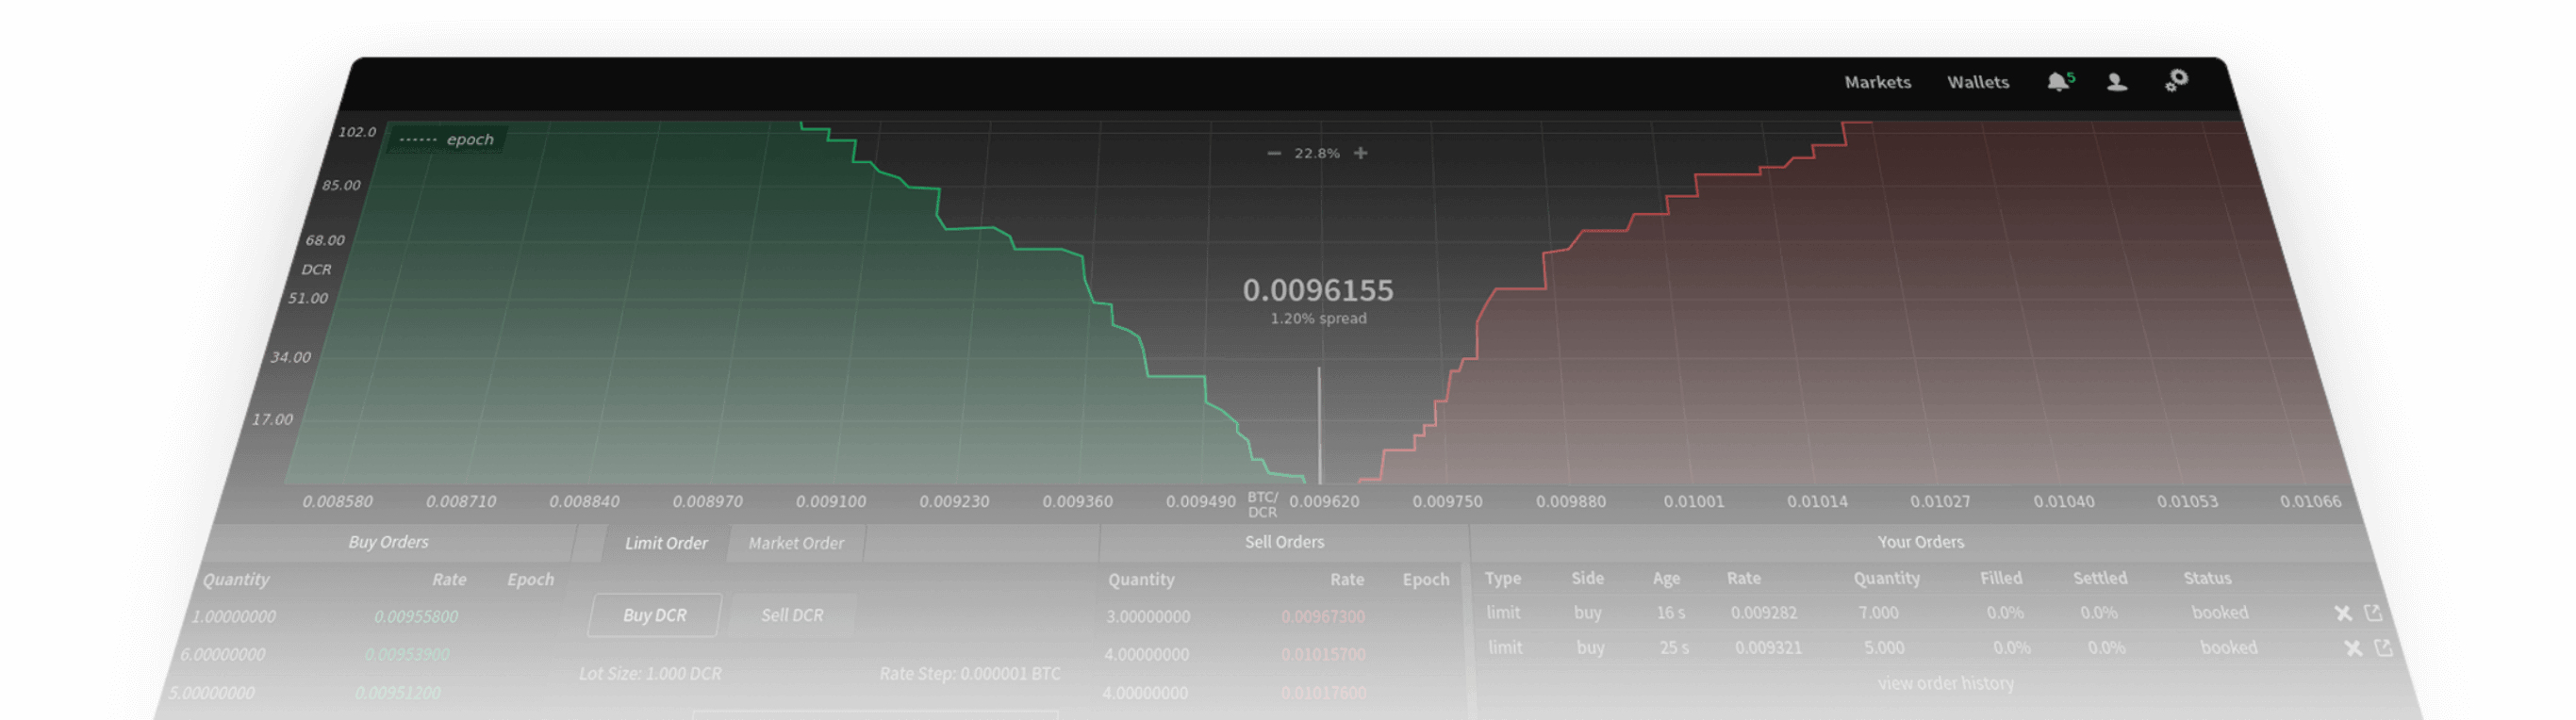 Markets Wallets 5
102.0
epoch
− 22.8% +
85.00
68.00
DCR
51.00
0.0096155
1.20% spread
34.00
17.00
0.008580 0.008710 0.008840 0.008970 0.009100 0.009230 0.009360 0.009490 BTC/ DCR 0.009620 0.009750 0.009880 0.01001 0.01014 0.01027 0.01040 0.01053 0.01066
Buy Orders Limit Order Market Order Sell Orders Your Orders
Quantity Rate Epoch Quantity Rate Epoch Type Side Age Rate Quantity Filled Settled Status
1.00000000 0.00955800 Buy DCR Sell DCR 3.00000000 0.00967300 limit buy 16 s 0.009282 7.000 0.0% 0.0% booked
6.00000000 0.00953900 4.00000000 0.01015700 limit buy 25 s 0.009321 5.000 0.0% 0.0% booked
Lot Size: 1.000 DCR Rate Step: 0.000001 BTC
5.00000000 0.00951200 4.00000000 0.01017600 view order history